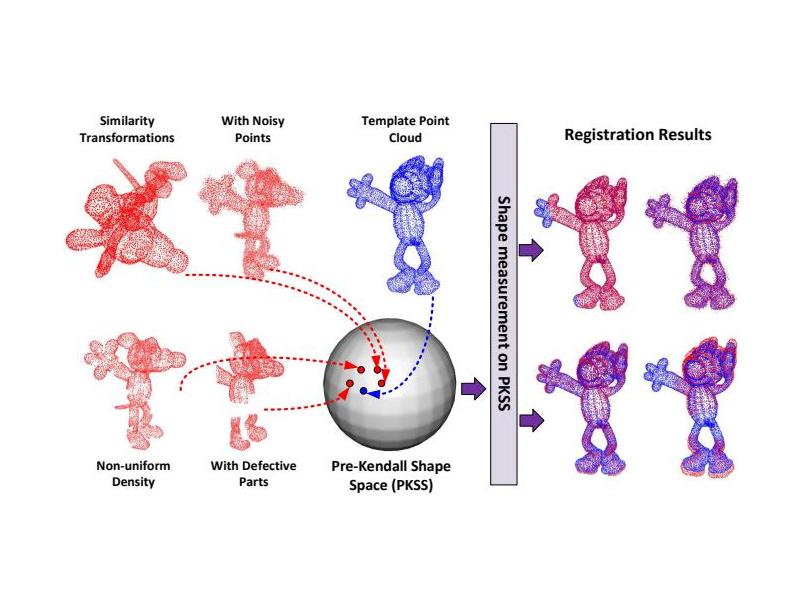 Similarity
Transformations
With Noisy
Points
Template Point
Cloud
Registration Results
Shape measurement on PKSS
Non-uniform
Density
With Defective
Parts
Pre-Kendall Shape
Space (PKSS)